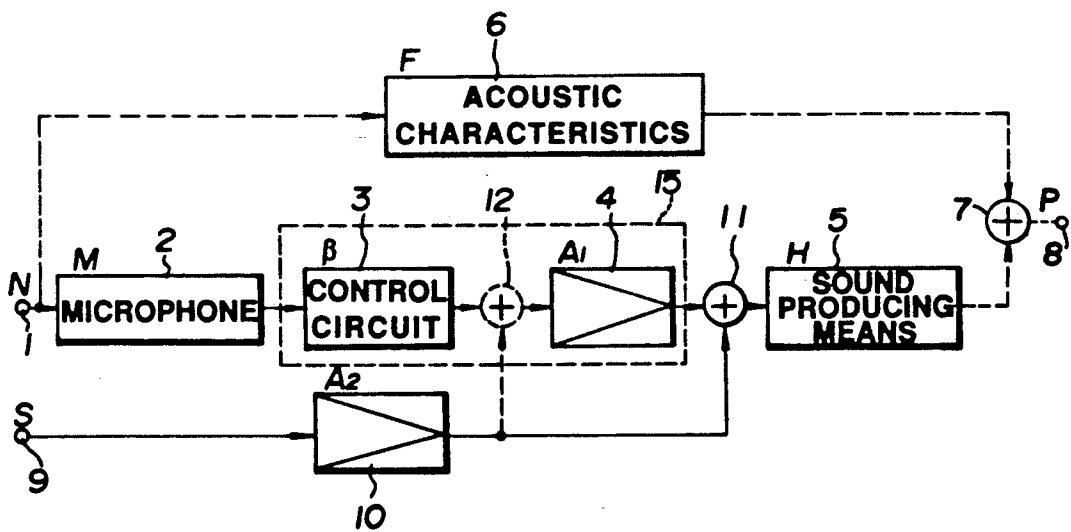 6
F
ACOUSTIC
CHARACTERISTICS
15
3
12
4
11
5
7
P
8
2
M
β
A1
H
N
MICROPHONE
CONTROL
CIRCUIT
SOUND
PRODUCING
MEANS
1
A2
S
9
10